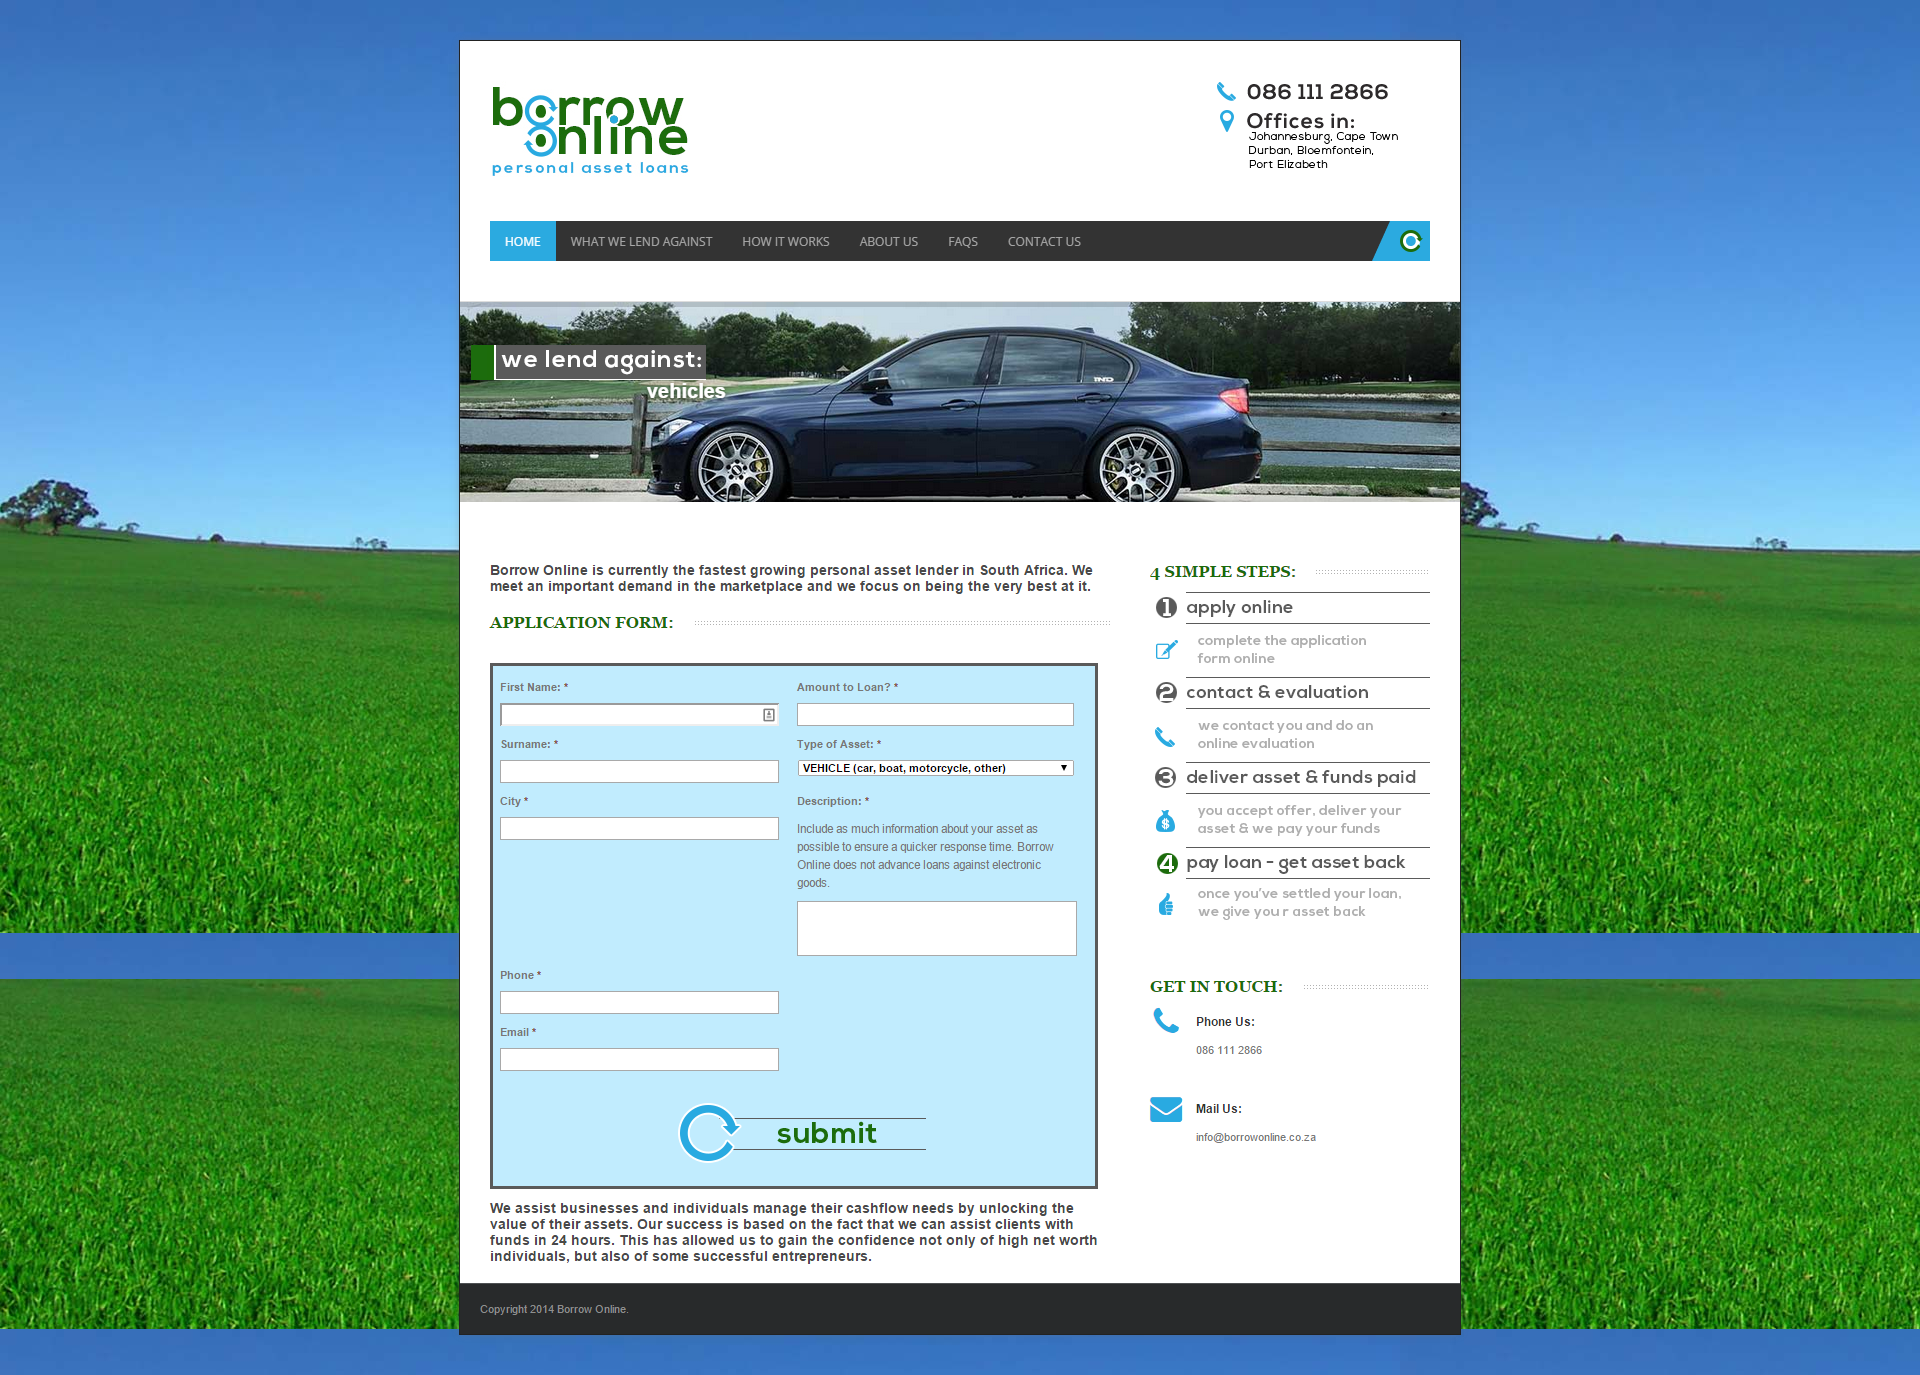 borrow
online
personal asset loans
086 111 2866
Offices in:
Johannesburg, Cape Town
Durban, Bloemfontein,
Port Elizabeth
HOME WHAT WE LEND AGAINST HOW IT WORKS ABOUT US FAQS CONTACT US
we lend against:
vehicles
Borrow Online is currently the fastest growing personal asset lender in South Africa. We
meet an important demand in the marketplace and we focus on being the very best at it.
APPLICATION FORM:
First Name: *
Surname: *
City *
Phone *
Email *
Amount to Loan? *
Type of Asset: *
VEHICLE (car, boat, motorcycle, other)
Description: *
Include as much information about your asset as
possible to ensure a quicker response time. Borrow
Online does not advance loans against electronic
goods.
submit
We assist businesses and individuals manage their cashflow needs by unlocking the
value of their assets. Our success is based on the fact that we can assist clients with
funds in 24 hours. This has allowed us to gain the confidence not only of high net worth
individuals, but also of some successful entrepreneurs.
4 SIMPLE STEPS:
1 apply online
complete the application
form online
2 contact & evaluation
we contact you and do an
online evaluation
3 deliver asset & funds paid
you accept offer, deliver your
asset & we pay your funds
4 pay loan - get asset back
once you've settled your loan,
we give you r asset back
GET IN TOUCH:
Phone Us:
086 111 2866
Mail Us:
info@borrowonline.co.za
Copyright 2014 Borrow Online.